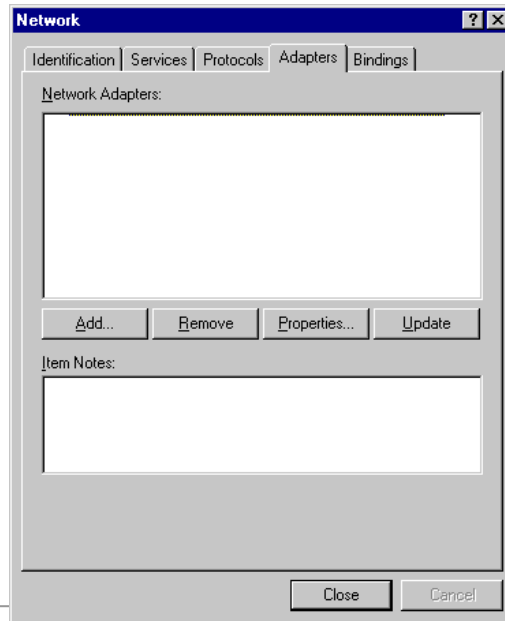 Network
Identification Services Protocols Adapters Bindings
Network Adapters:
Add... Remove Properties... Update
Item Notes:
Close Cancel